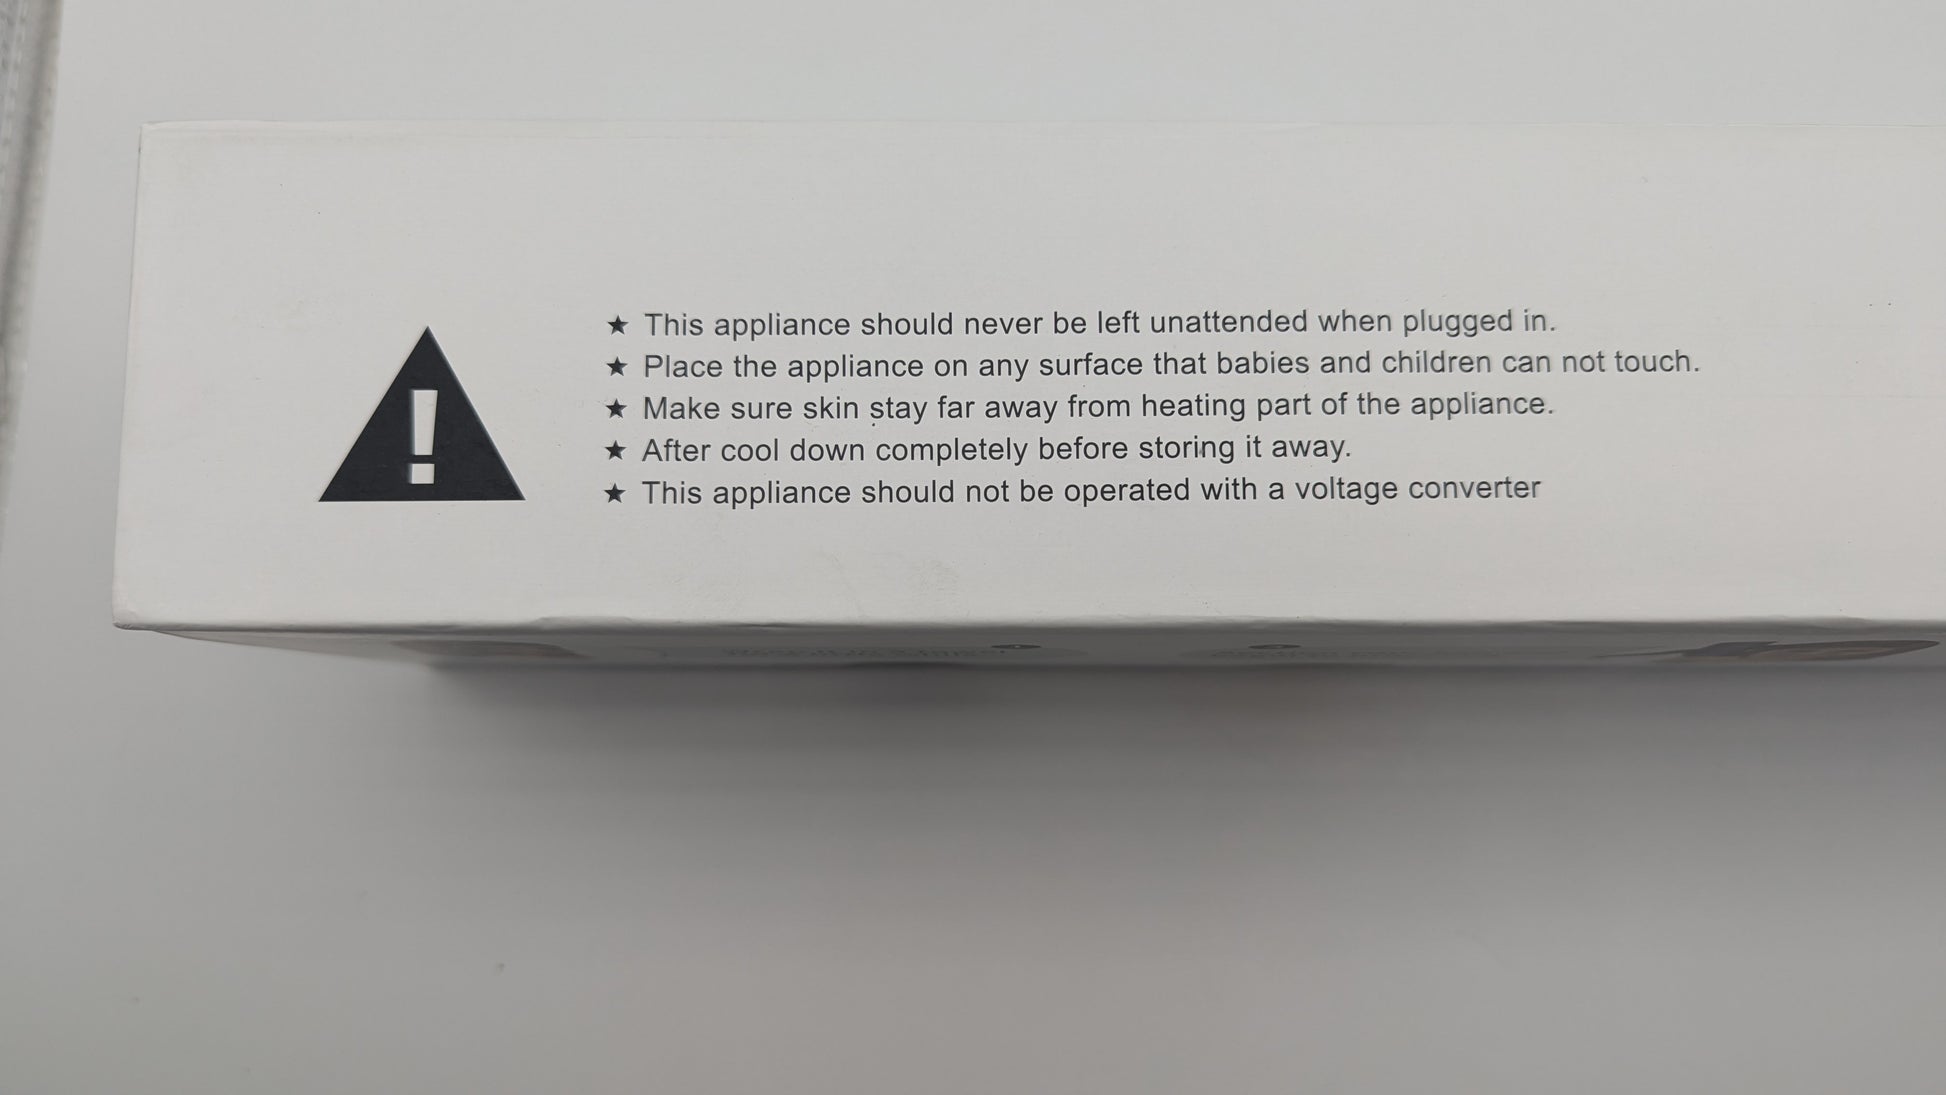 ★ This appliance should never be left unattended when plugged in.
★ Place the appliance on any surface that babies and children can not touch.
★ Make sure skin stay far away from heating part of the appliance.
★ After cool down completely before storing it away.
★ This appliance should not be operated with a voltage converter